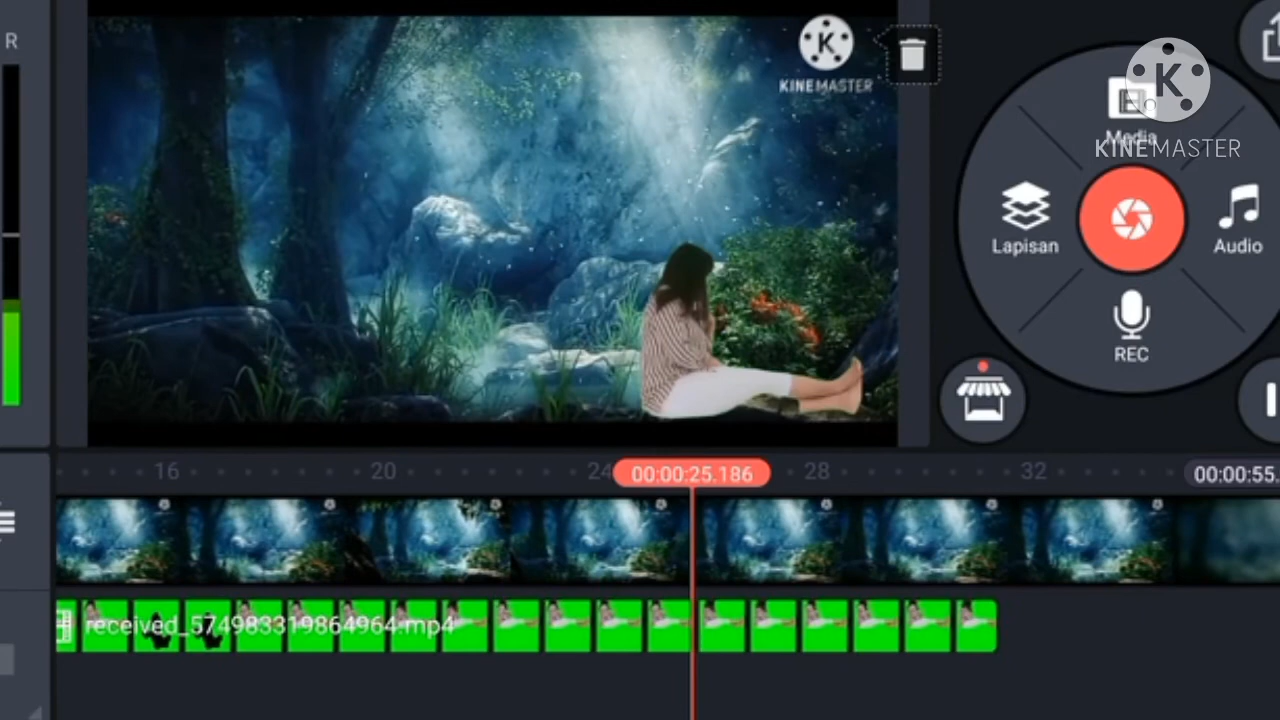 R
KINEMASTER
Media
KINEMASTER
Lapisan
Audio
REC
16
20
24
00:00:25.186
28
32
00:00:55.
received_574983319864964.mp4